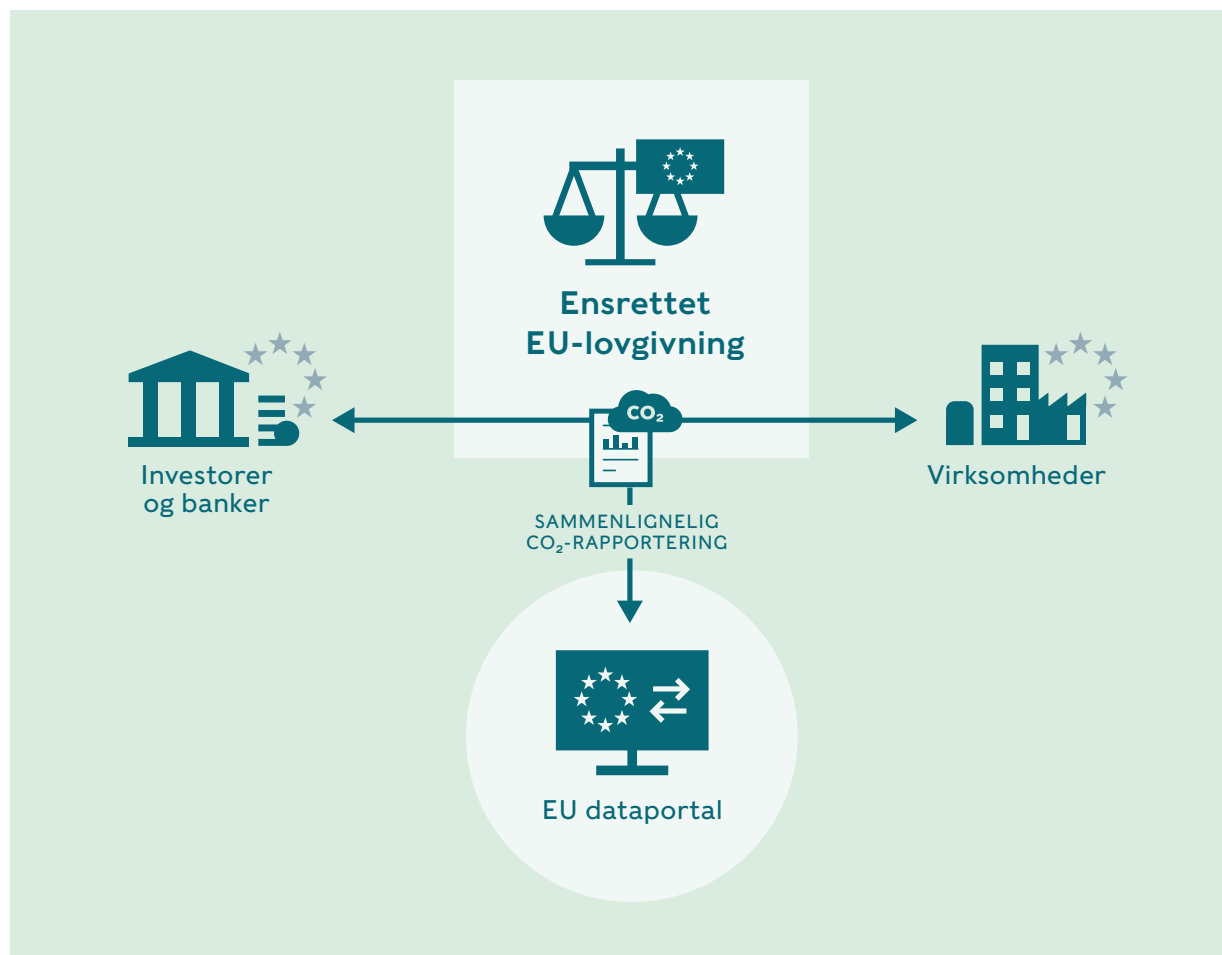 Ensrettet
EU-lovgivning
CO₂
Investorer
og banker
Virksomheder
SAMMENLIGNELIG
CO₂-RAPPORTERING
EU dataportal